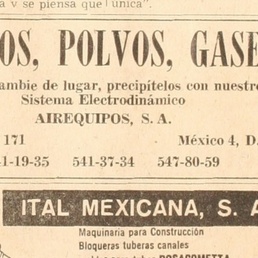 a y se piensa que "única".
OS, POLVOS, GASE
ambie de lugar, precipítelos con nuestro
Sistema Electrodinámico
AIREQUIPOS, S. A.
171 México 4, D.
41-19-35 541-37-34 547-80-59
ITAL MEXICANA, S. A
Maquinaria para Construcción
Bloqueras tuberas canales
ROSACOMETTA